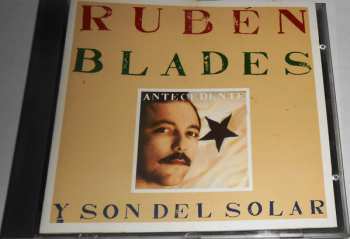 RUBÉN
BLADES
ANTECEDENTE
Y SON DEL SOLAR